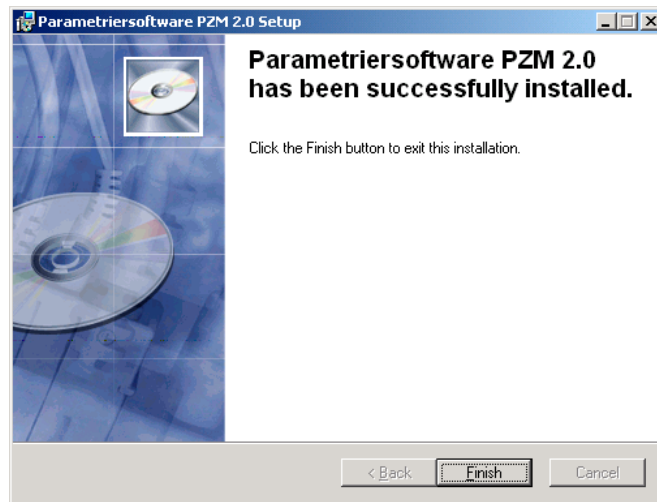 Parametriersoftware PZM 2.0 Setup
Parametriersoftware PZM 2.0
has been successfully installed.
Click the Finish button to exit this installation.
< Back
Finish
Cancel